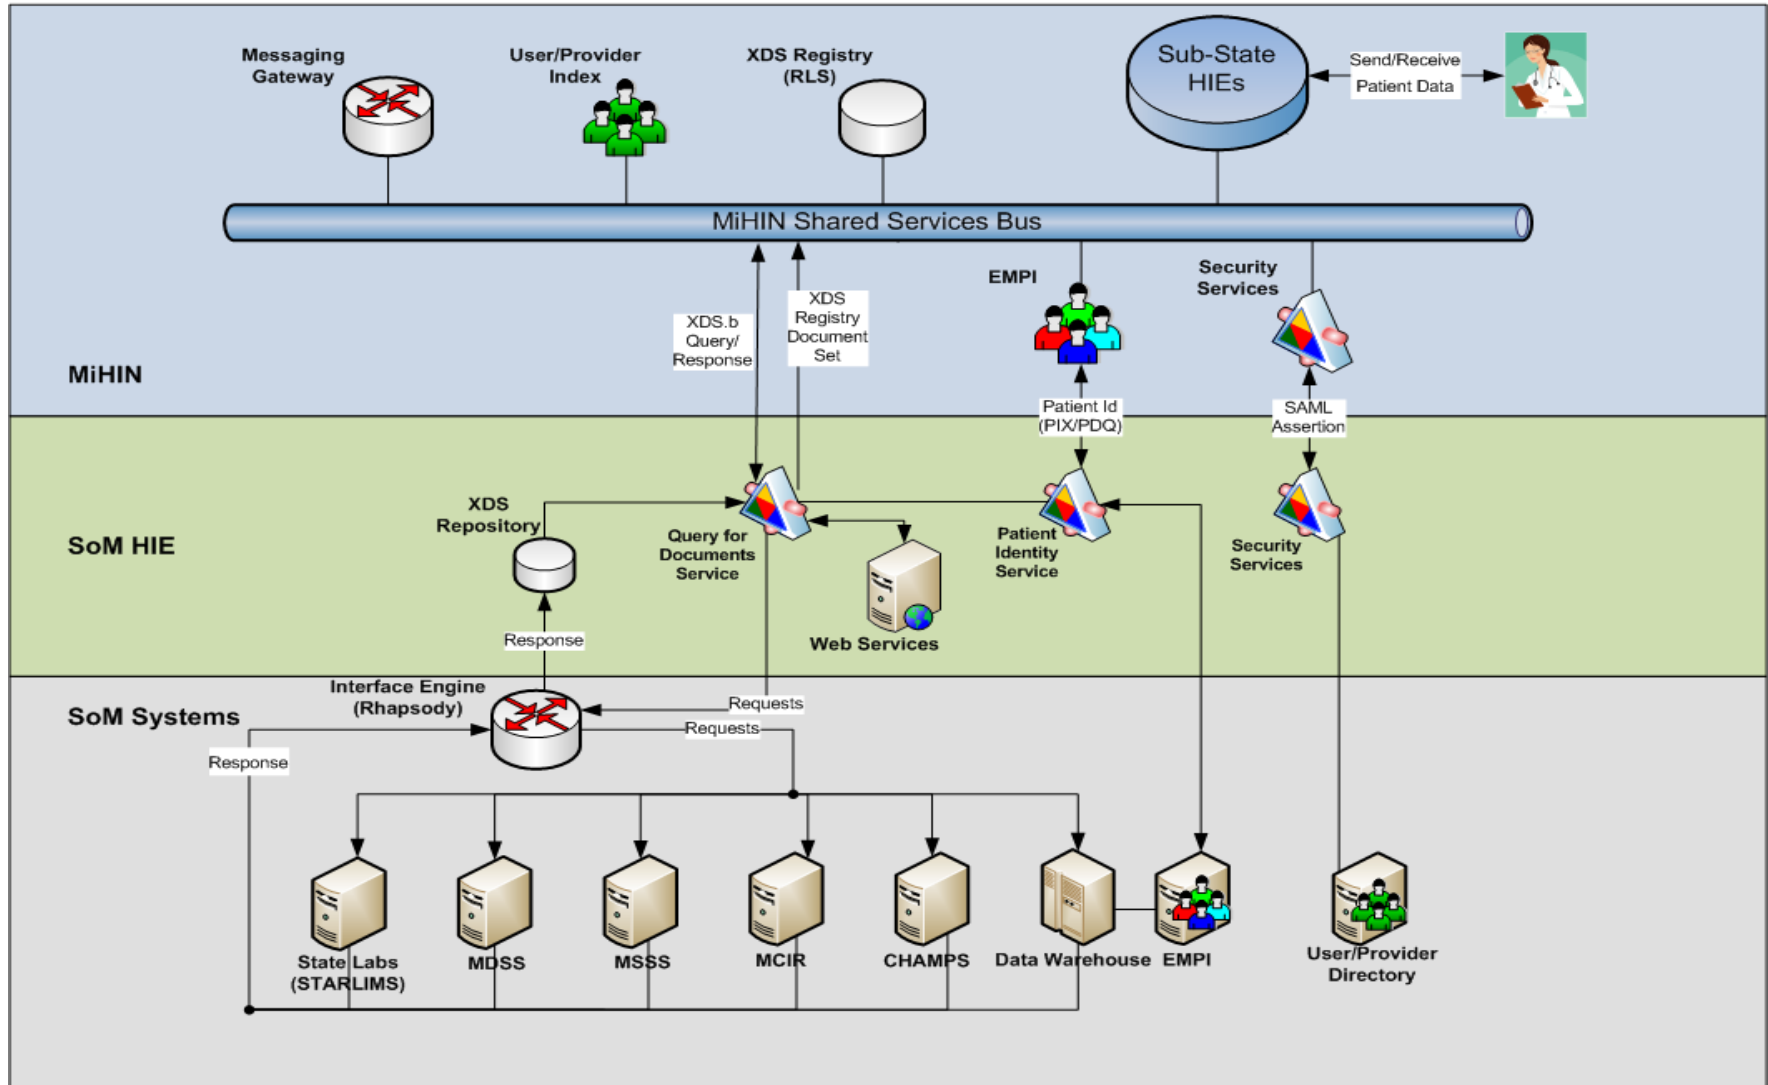 Messaging
Gateway
User/Provider
Index
XDS Registry
(RLS)
Sub-State
HIEs
Send/Receive
Patient Data
MiHIN Shared Services Bus
XDS.b
Query/
Response
XDS
Registry
Document
Set
EMPI
Security
Services
MiHIN
Patient Id
(PIX/PDQ)
SAML
Assertion
SoM HIE
XDS
Repository
Query for
Documents
Service
Patient
Identity
Service
Security
Services
Web Services
Response
Interface Engine
(Rhapsody)
SoM Systems
Requests
Requests
Response
State Labs
(STARLIMS)
MDSS
MSSS
MCIR
CHAMPS
Data Warehouse
EMPI
User/Provider
Directory